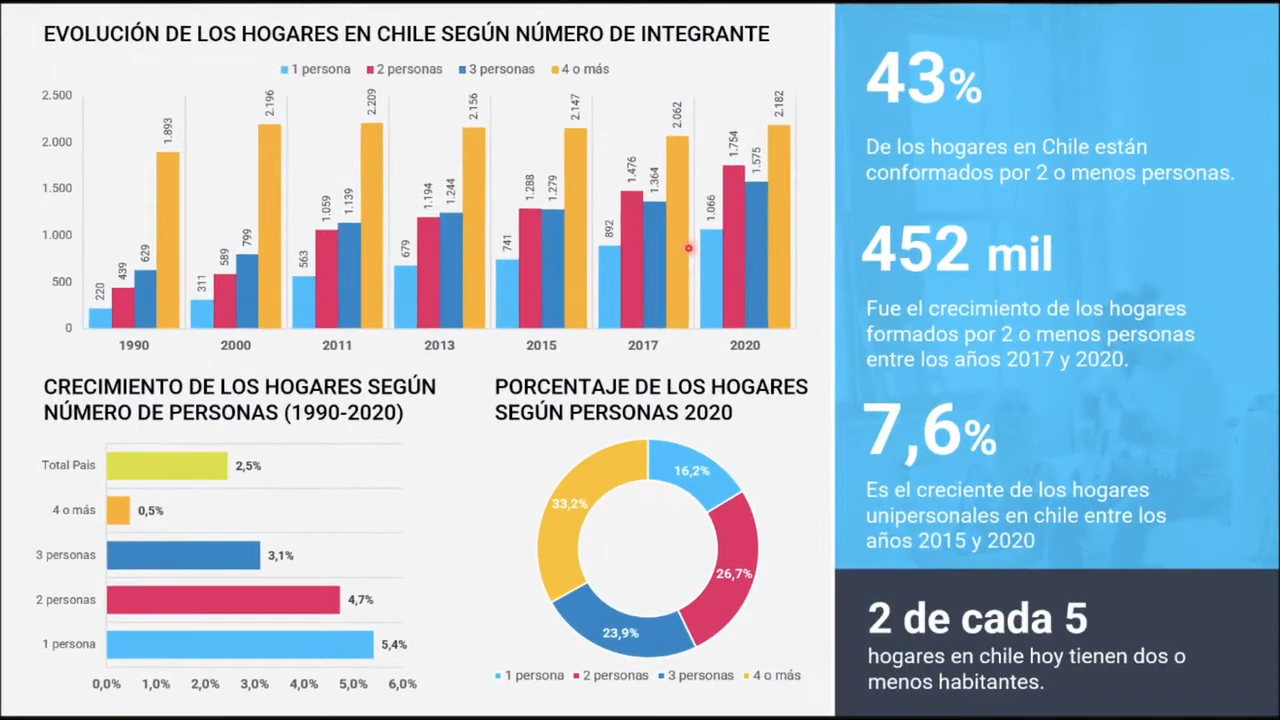 EVOLUCIÓN DE LOS HOGARES EN CHILE SEGÚN NÚMERO DE INTEGRANTE
1 persona 2 personas 3 personas 4 o más
2.500
2.000
1.500
1.000
500
0
220 439 629 1.893
311 589 799 2.196
563 1.059 1.139 2.209
679 1.194 1.244 2.156
741 1.288 1.279 2.147
892 1.476 1.364 2.062
1.066 1.754 1.575 2.182
1990 2000 2011 2013 2015 2017 2020
CRECIMIENTO DE LOS HOGARES SEGÚN
NÚMERO DE PERSONAS (1990-2020)
Total Pais 2,5%
4 o más 0,5%
3 personas 3,1%
2 personas 4,7%
1 persona 5,4%
0,0% 1,0% 2,0% 3,0% 4,0% 5,0% 6,0%
PORCENTAJE DE LOS HOGARES
SEGÚN PERSONAS 2020
16,2%
33,2%
26,7%
23,9%
1 persona 2 personas 3 personas 4 o más
43%
De los hogares en Chile están
conformados por 2 o menos personas.
452 mil
Fue el crecimiento de los hogares
formados por 2 o menos personas
entre los años 2017 y 2020.
7,6%
Es el creciente de los hogares
unipersonales en chile entre los
años 2015 y 2020
2 de cada 5
hogares en chile hoy tienen dos o
menos habitantes.